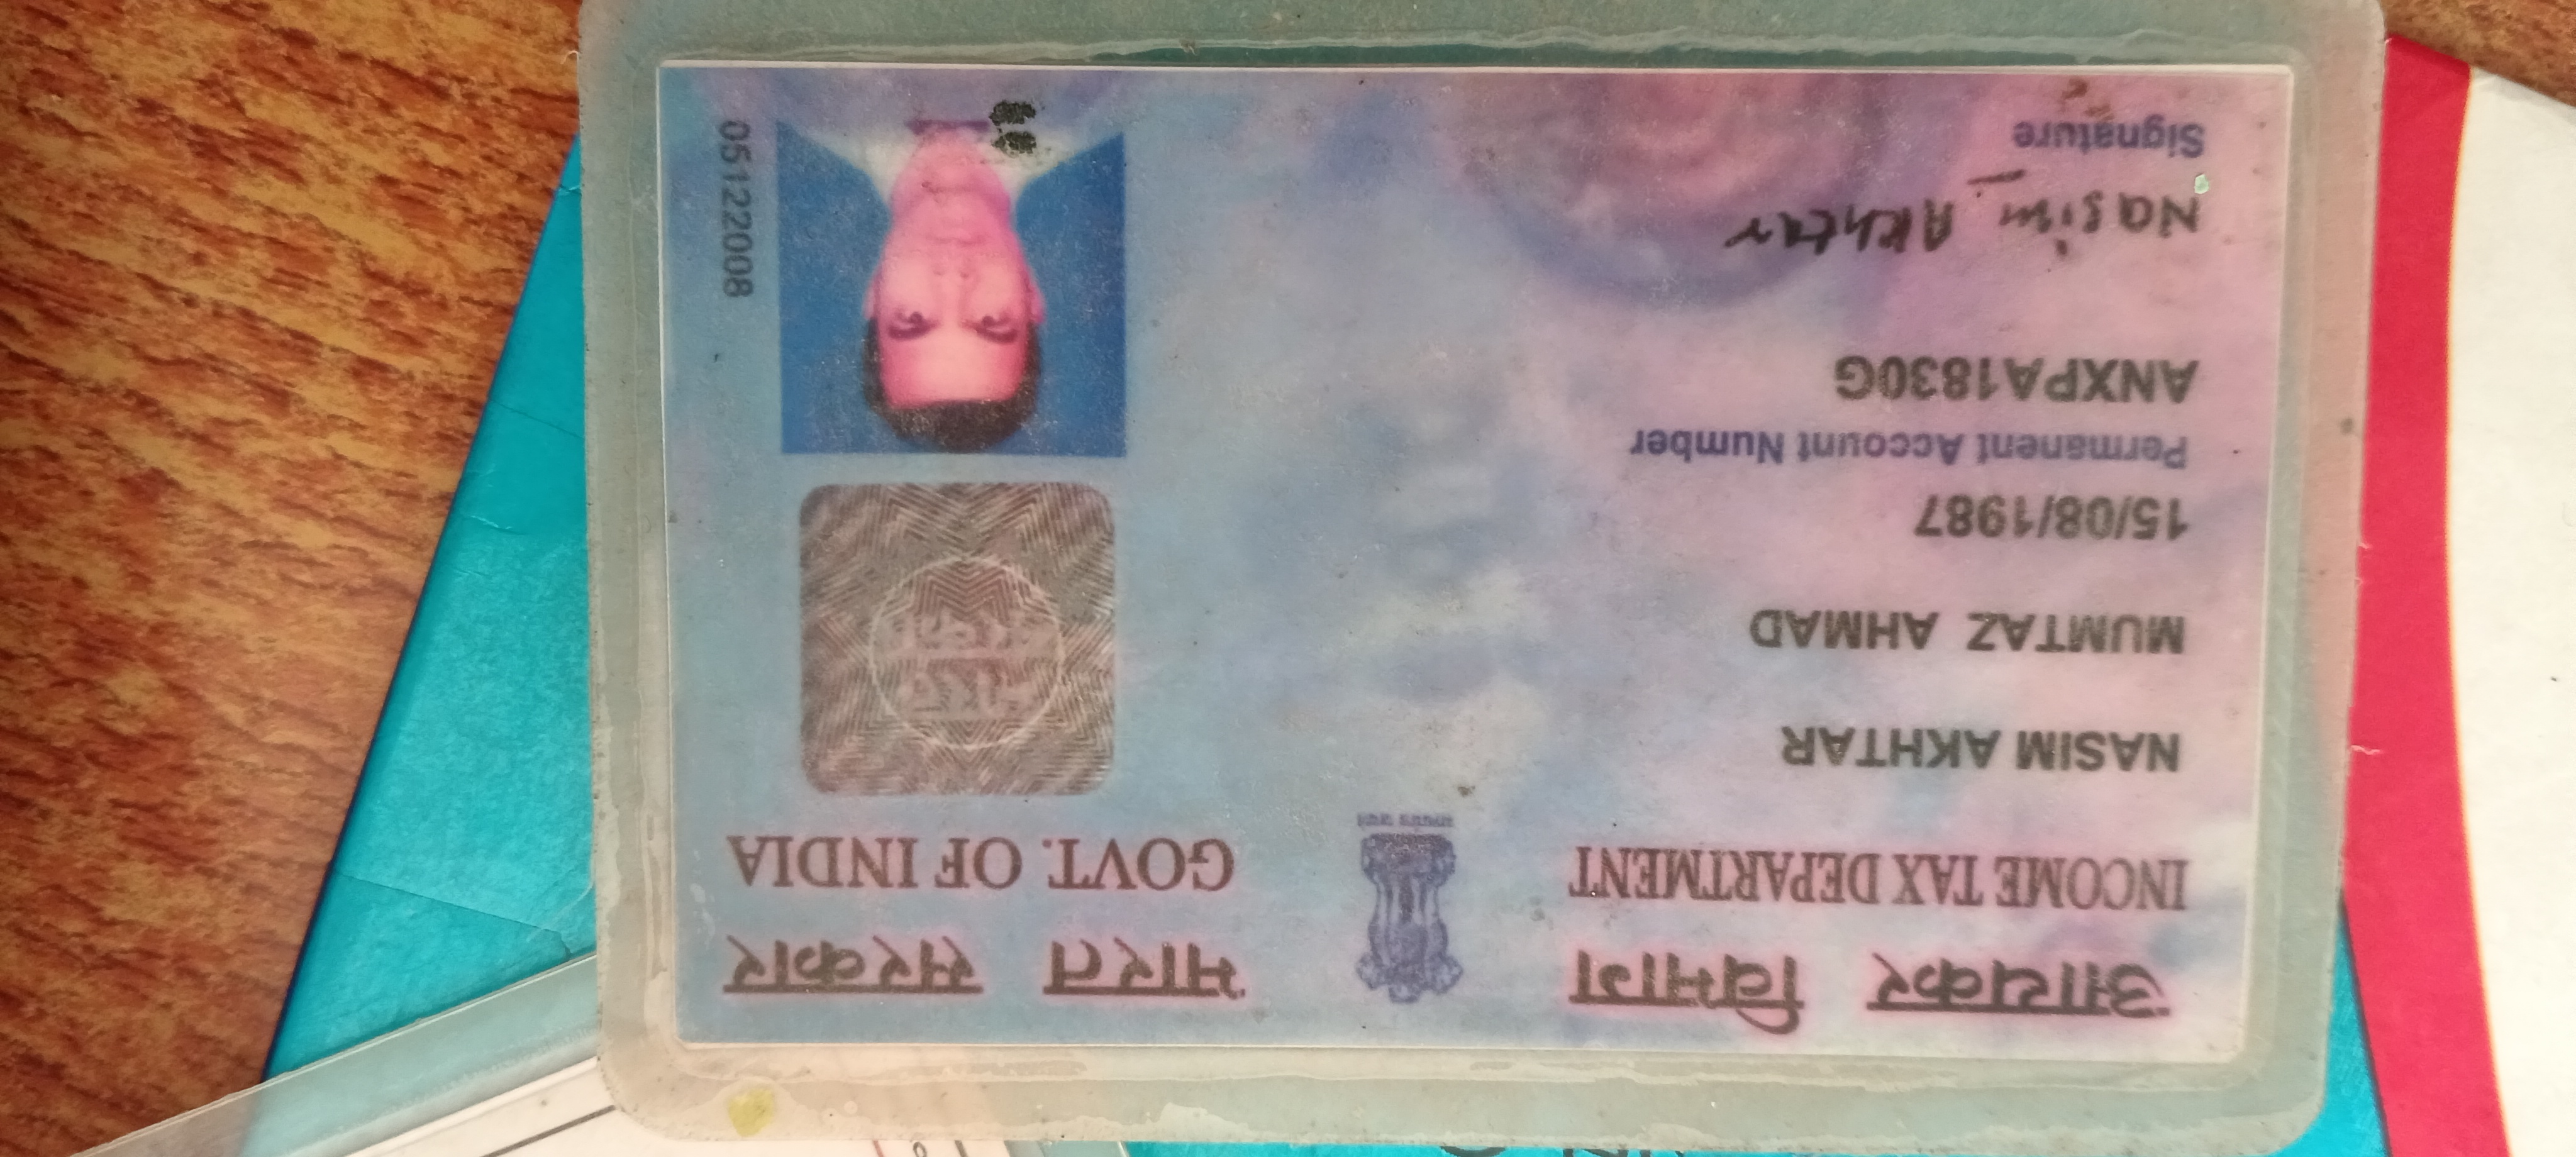 आयकर विभाग
INCOME TAX DEPARTMENT
भारत सरकार
GOVT. OF INDIA
NASIM AKHTAR
MUMTAZ AHMAD
15/08/1987
Permanent Account Number
ANXPA1830G
Nasim Akhtar
Signature
05122008